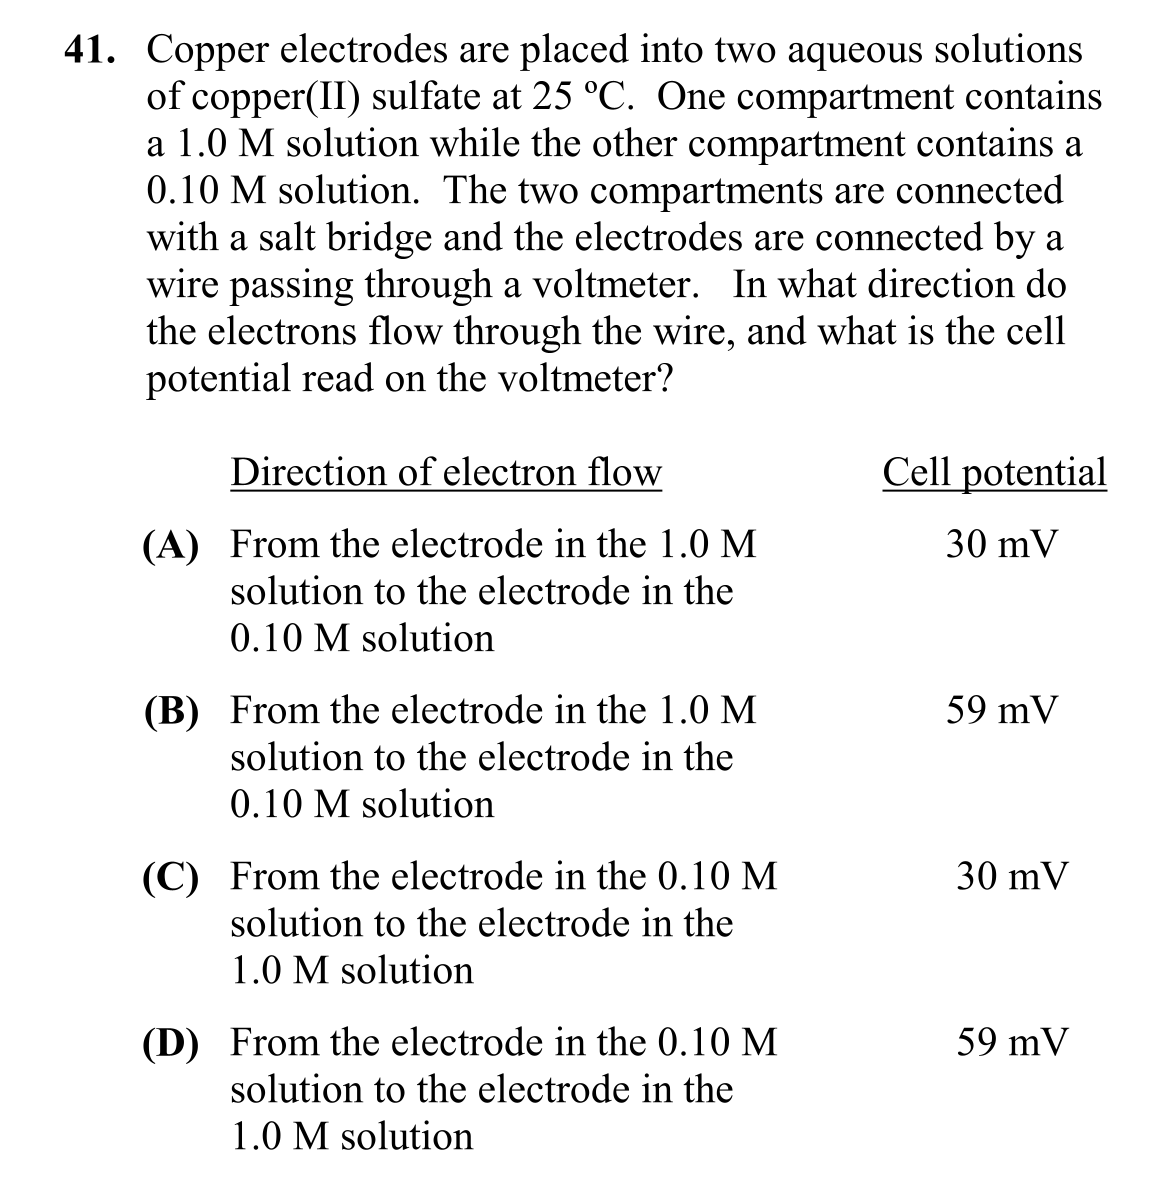 41. Copper electrodes are placed into two aqueous solutions
of copper(II) sulfate at 25 ºC. One compartment contains
a 1.0 M solution while the other compartment contains a
0.10 M solution. The two compartments are connected
with a salt bridge and the electrodes are connected by a
wire passing through a voltmeter. In what direction do
the electrons flow through the wire, and what is the cell
potential read on the voltmeter?
Direction of electron flow Cell potential
(A) From the electrode in the 1.0 M 30 mV
solution to the electrode in the
0.10 M solution
(B) From the electrode in the 1.0 M 59 mV
solution to the electrode in the
0.10 M solution
(C) From the electrode in the 0.10 M 30 mV
solution to the electrode in the
1.0 M solution
(D) From the electrode in the 0.10 M 59 mV
solution to the electrode in the
1.0 M solution